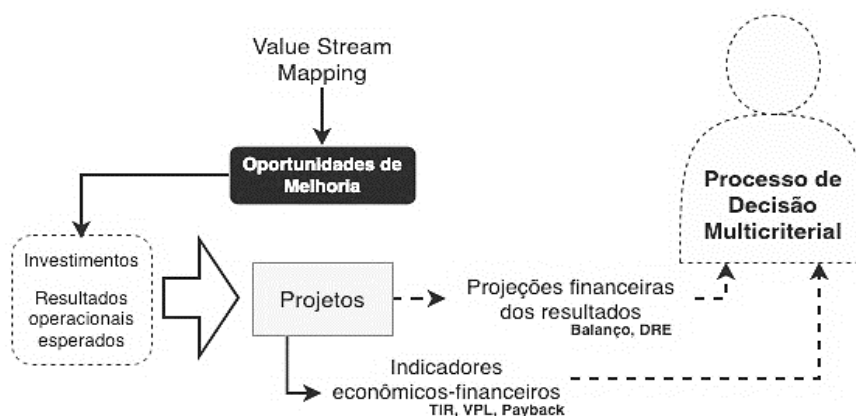 Value Stream
Mapping
Oportunidades de
Melhoria
Processo de
Decisão
Multicriterial
Investimentos
Resultados
operacionais
esperados
Projetos
Projeções financeiras
dos resultados
Balanço, DRE
Indicadores
econômicos-financeiros
TIR, VPL, Payback